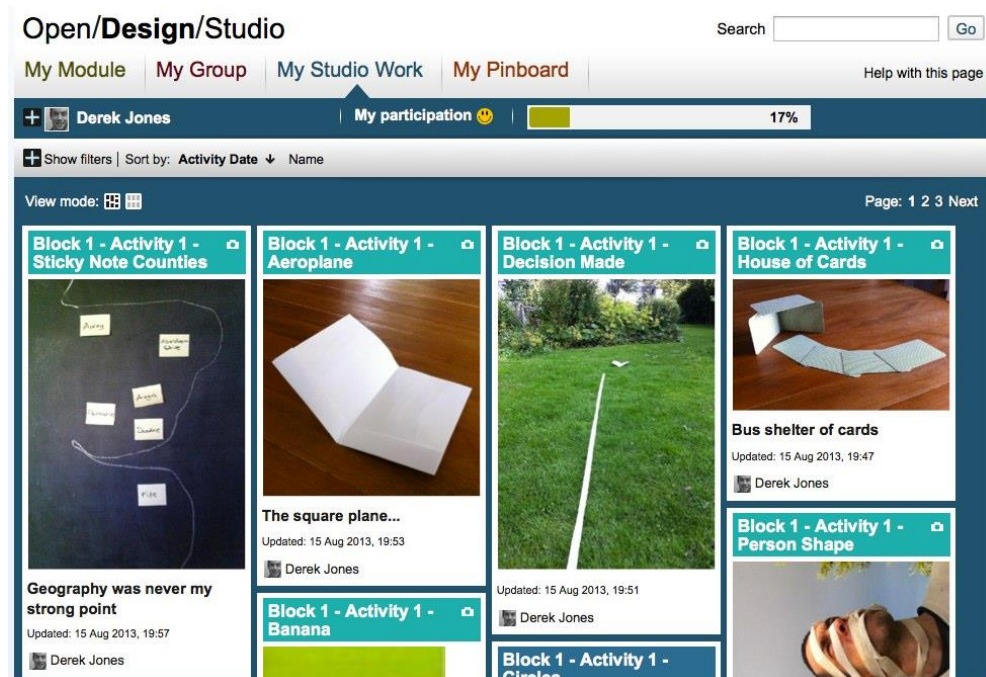 Open/Design/Studio
Search
Go
My Module
My Group
My Studio Work
My Pinboard
Help with this page
Derek Jones
My participation
17%
Show filters | Sort by: Activity Date ↓ Name
View mode:
Page: 1 2 3 Next
Block 1 - Activity 1 -
Sticky Note Counties
Geography was never my
strong point
Updated: 15 Aug 2013, 19:57
Derek Jones
Block 1 - Activity 1 -
Aeroplane
The square plane...
Updated: 15 Aug 2013, 19:53
Derek Jones
Block 1 - Activity 1 -
Banana
Block 1 - Activity 1 -
Decision Made
Updated: 15 Aug 2013, 19:51
Derek Jones
Block 1 - Activity 1 -
Circles
Block 1 - Activity 1 -
House of Cards
Bus shelter of cards
Updated: 15 Aug 2013, 19:47
Derek Jones
Block 1 - Activity 1 -
Person Shape